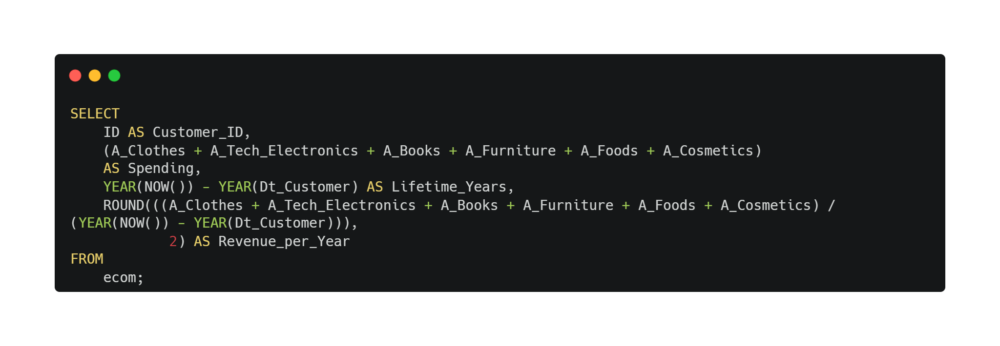 SELECT
    ID AS Customer_ID,
    (A_Clothes + A_Tech_Electronics + A_Books + A_Furniture + A_Foods + A_Cosmetics)
    AS Spending,
    YEAR(NOW()) - YEAR(Dt_Customer) AS Lifetime_Years,
    ROUND(((A_Clothes + A_Tech_Electronics + A_Books + A_Furniture + A_Foods + A_Cosmetics) /
(YEAR(NOW()) - YEAR(Dt_Customer))),
            2) AS Revenue_per_Year
FROM
    ecom;